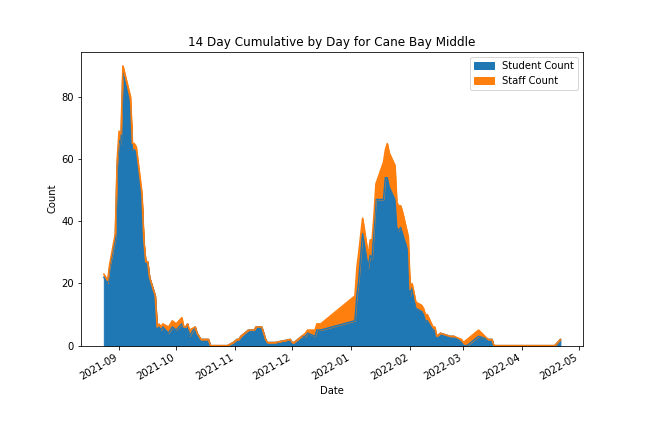 14 Day Cumulative by Day for Cane Bay Middle
Student Count
Staff Count
80
60
40
20
0
Count
2021-09
2021-10
2021-11
2021-12
2022-01
2022-02
2022-03
2022-04
2022-05
Date